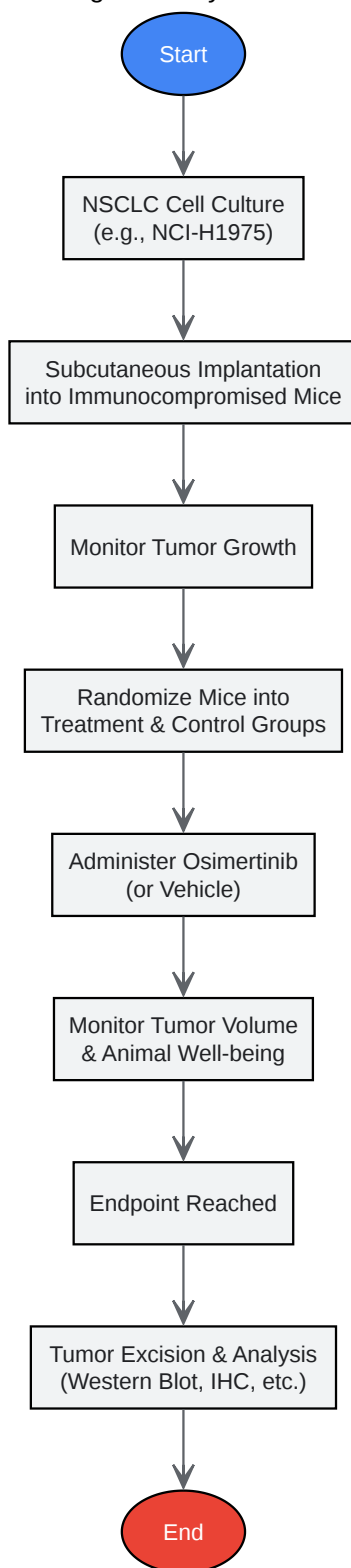 Start
NSCLC Cell Culture
(e.g., NCI-H1975)
Subcutaneous Implantation
into Immunocompromised Mice
Monitor Tumor Growth
Randomize Mice into
Treatment & Control Groups
Administer Osimertinib
(or Vehicle)
Monitor Tumor Volume
& Animal Well-being
Endpoint Reached
Tumor Excision & Analysis
(Western Blot, IHC, etc.)
End